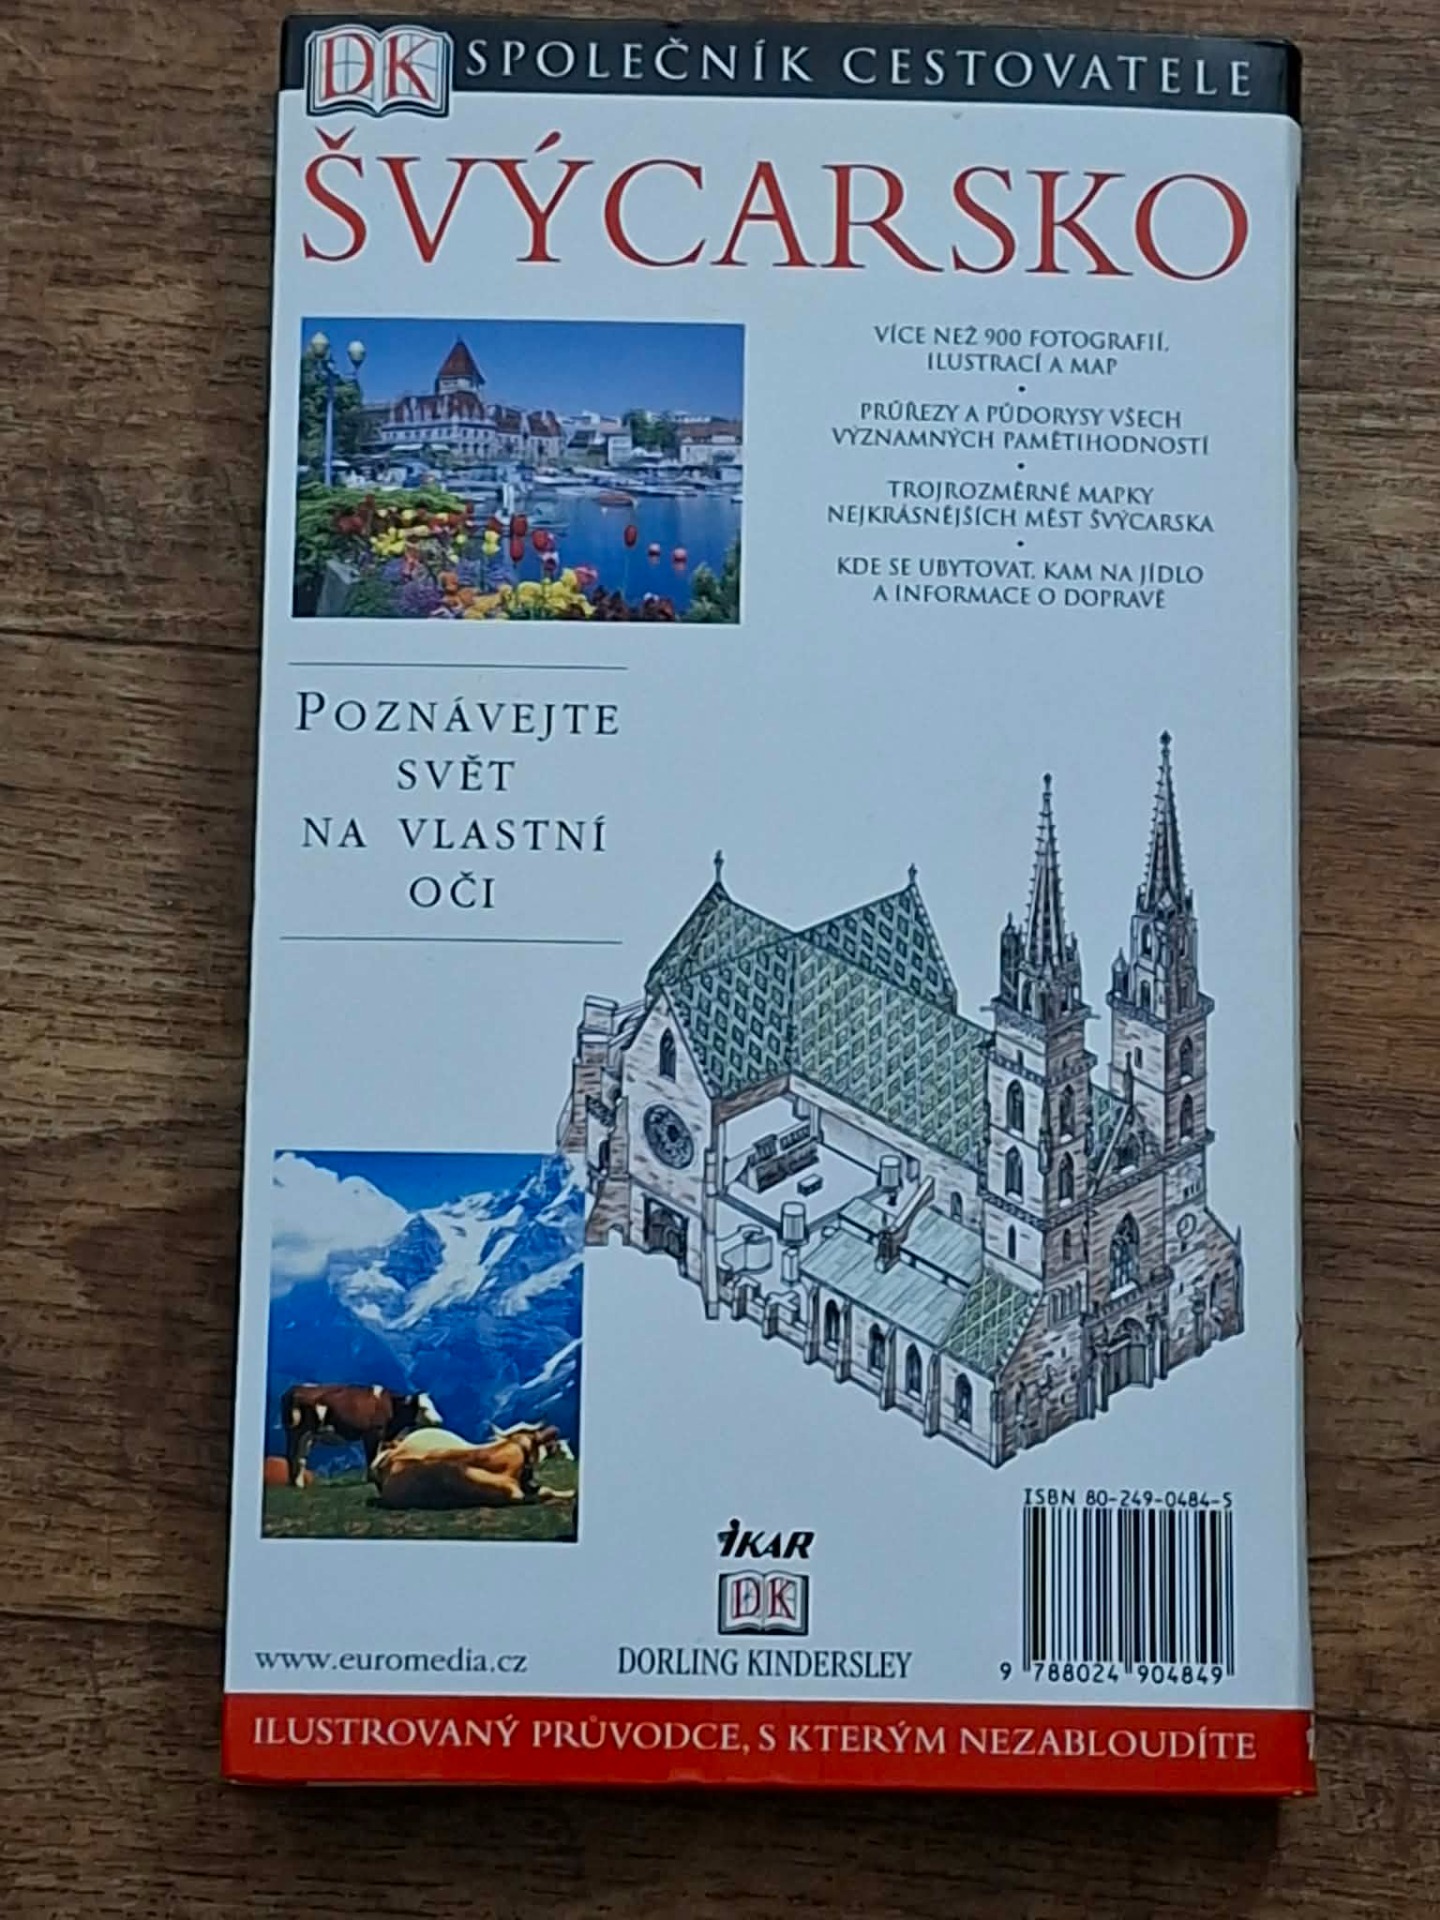 DK SPOLEČNÍK CESTOVATELE
ŠVÝCARSKO
VÍCE NEŽ 900 FOTOGRAFIÍ,
ILUSTRACÍ A MAP
•
PRŮŘEZY A PŮDORYSY VŠECH
VÝZNAMNÝCH PAMĚTIHODNOSTÍ
•
TROJROZMĚRNÉ MAPKY
NEJKRÁSNĚJŠÍCH MĚST ŠVÝCARSKA
•
KDE SE UBYTOVAT, KAM NA JÍDLO
A INFORMACE O DOPRAVĚ
POZNÁVEJTE
SVĚT
NA VLASTNÍ
OČI
ISBN 80-249-0484-5
9 788024 904849
IKAR
DK
DORLING KINDERSLEY
www.euromedia.cz
ILUSTROVANÝ PRŮVODCE, S KTERÝM NEZABLOUDÍTE